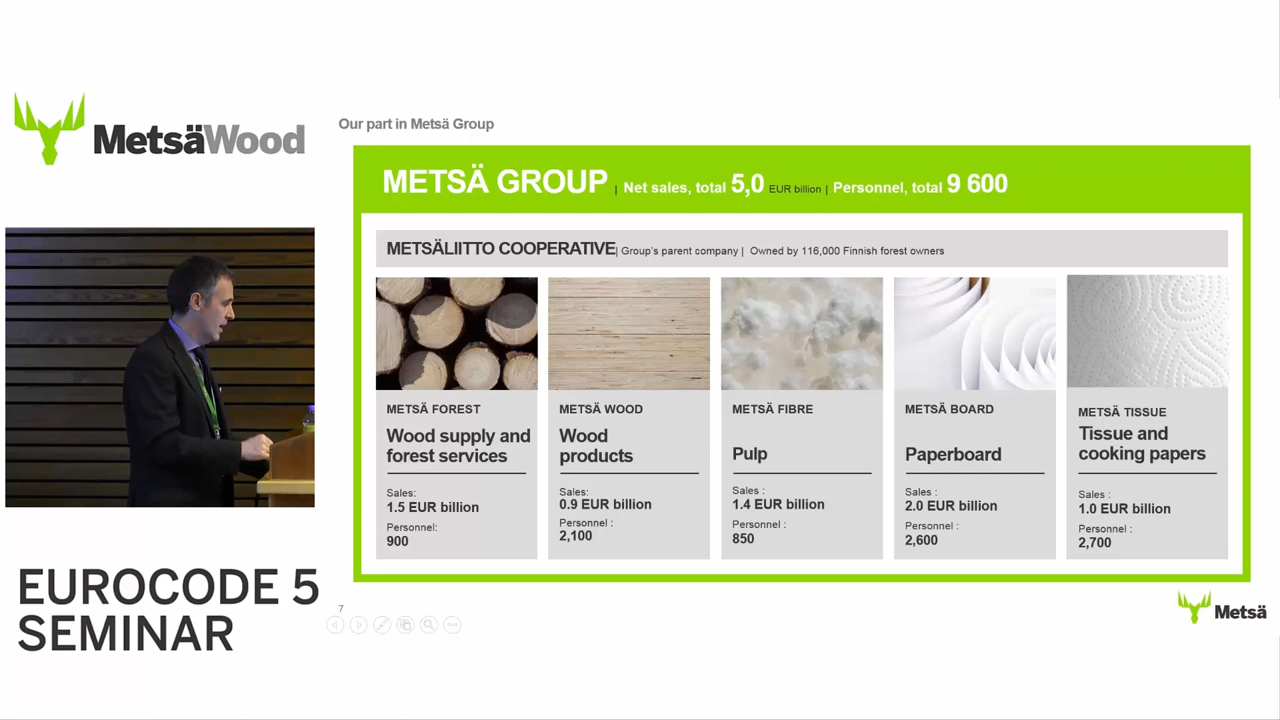 MetsäWood
Our part in Metsä Group
METSÄ GROUP | Net sales, total 5,0 EUR billion | Personnel, total 9 600
METSÄLIITTO COOPERATIVE| Group's parent company | Owned by 116,000 Finnish forest owners
METSÄ FOREST
Wood supply and
forest services
Sales:
1.5 EUR billion
Personnel:
900
METSÄ WOOD
Wood
products
Sales:
0.9 EUR billion
Personnel :
2,100
METSÄ FIBRE
Pulp
Sales :
1.4 EUR billion
Personnel :
850
METSÄ BOARD
Paperboard
Sales :
2.0 EUR billion
Personnel :
2,600
METSÄ TISSUE
Tissue and
cooking papers
Sales :
1.0 EUR billion
Personnel :
2,700
EUROCODE 5
SEMINAR
7
Metsä